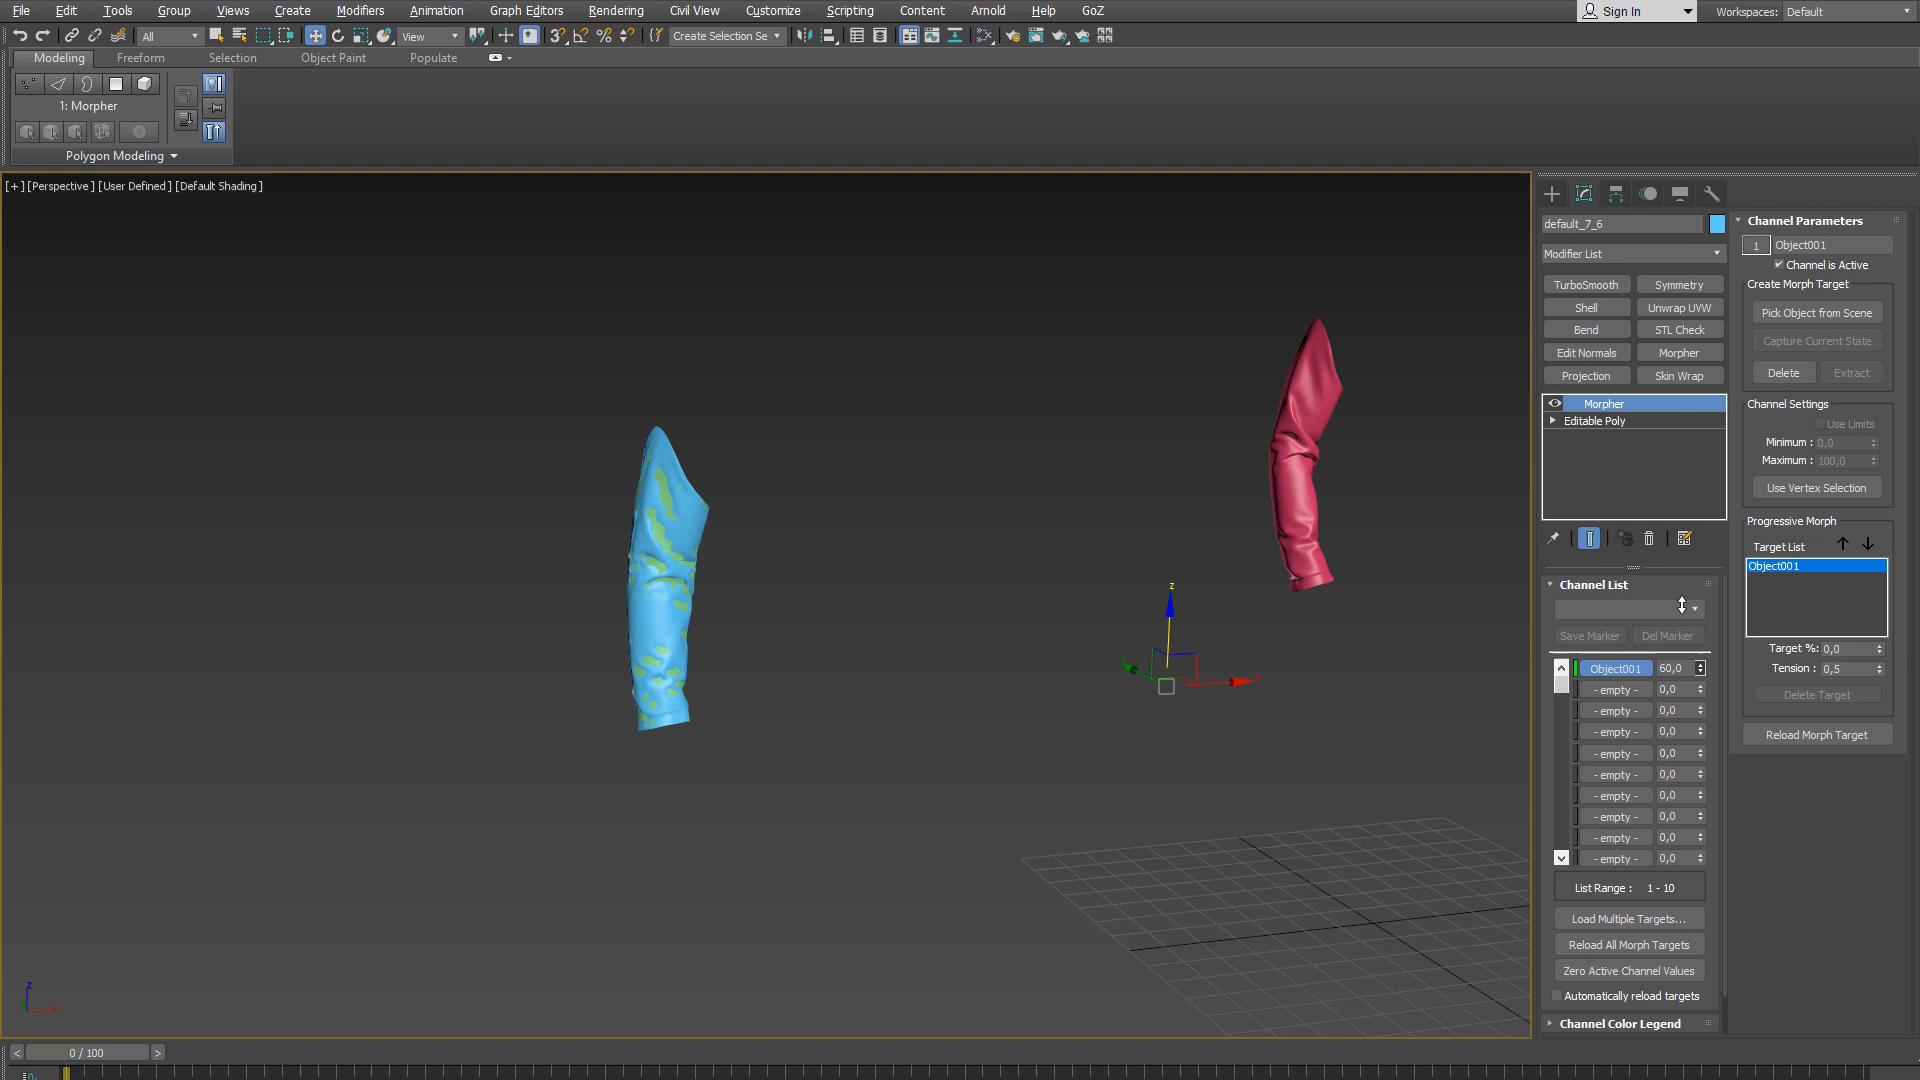 File Edit Tools Group Views Create Modifiers Animation Graph Editors Rendering Civil View Customize Scripting Content Arnold Help GoZ
Sign In
Workspaces: Default
All
View
Create Selection Se
Modeling Freeform Selection Object Paint Populate
1: Morpher
Polygon Modeling
[+] [Perspective ] [User Defined ] [Default Shading ]
z
x
y
z
x
default_7_6
Modifier List
TurboSmooth Symmetry
Shell Unwrap UVW
Bend STL Check
Edit Normals Morpher
Projection Skin Wrap
Morpher
Editable Poly
Channel List
Save Marker Del Marker
Object001 60,0
- empty - 0,0
- empty - 0,0
- empty - 0,0
- empty - 0,0
- empty - 0,0
- empty - 0,0
- empty - 0,0
- empty - 0,0
- empty - 0,0
List Range : 1 - 10
Load Multiple Targets...
Reload All Morph Targets
Zero Active Channel Values
Automatically reload targets
Channel Color Legend
Channel Parameters
1 Object001
Channel is Active
Create Morph Target
Pick Object from Scene
Capture Current State
Delete Extract
Channel Settings
Use Limits
Minimum : 0,0
Maximum : 100,0
Use Vertex Selection
Progressive Morph
Target List
Object001
Target %: 0,0
Tension : 0,5
Delete Target
Reload Morph Target
< 0 / 100 >